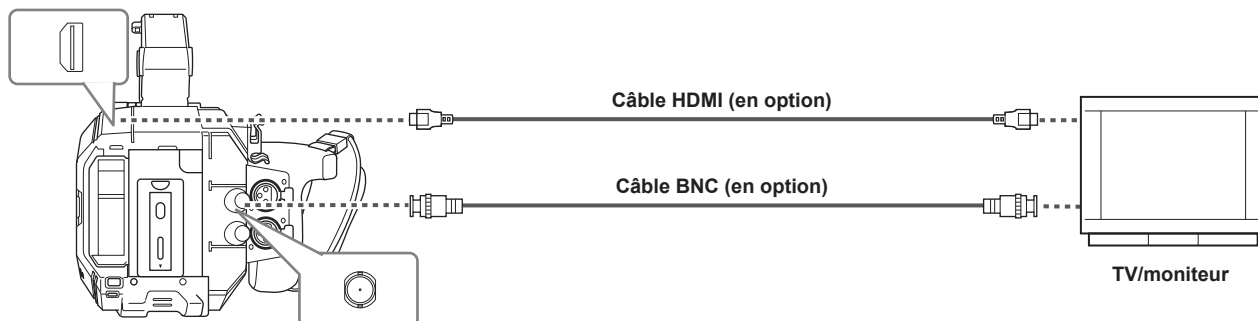 Câble HDMI (en option)
Câble BNC (en option)
TV/moniteur